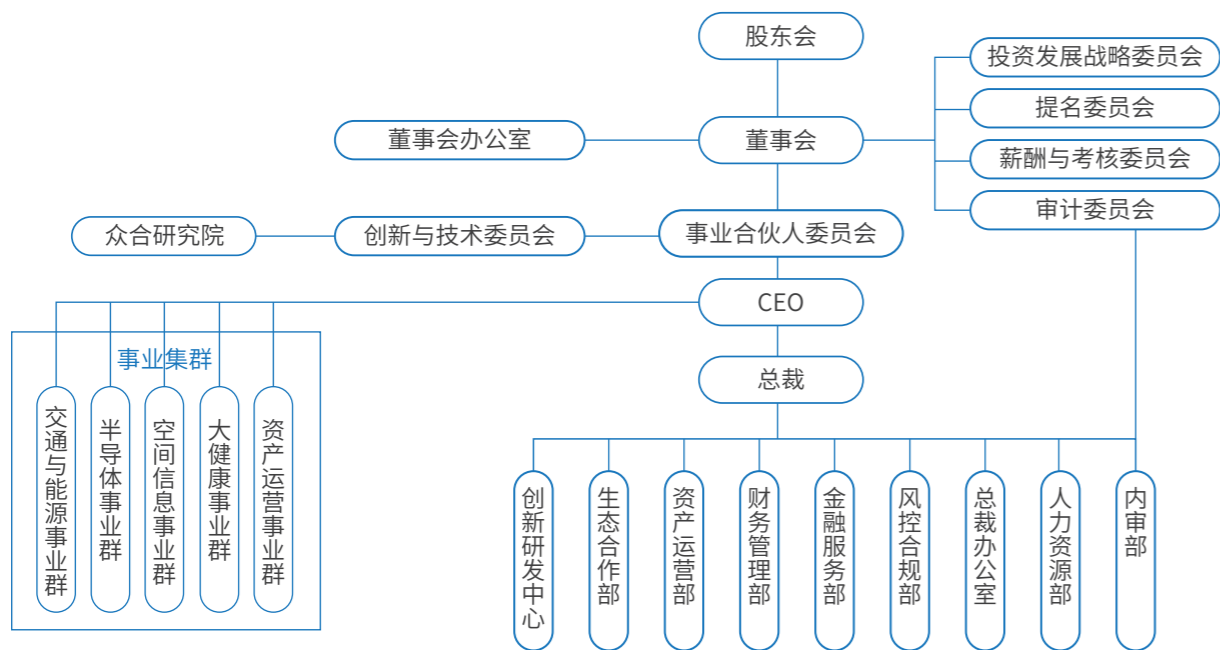 股东会
投资发展战略委员会
提名委员会
董事会办公室
董事会
薪酬与考核委员会
审计委员会
众合研究院
创新与技术委员会
事业合伙人委员会
CEO
事业集群
总裁
交通与能源事业群
半导体事业群
空间信息事业群
大健康事业群
资产运营事业群
创新研发中心
生态合作部
资产运营部
财务管理部
金融服务部
风控合规部
总裁办公室
人力资源部
内审部